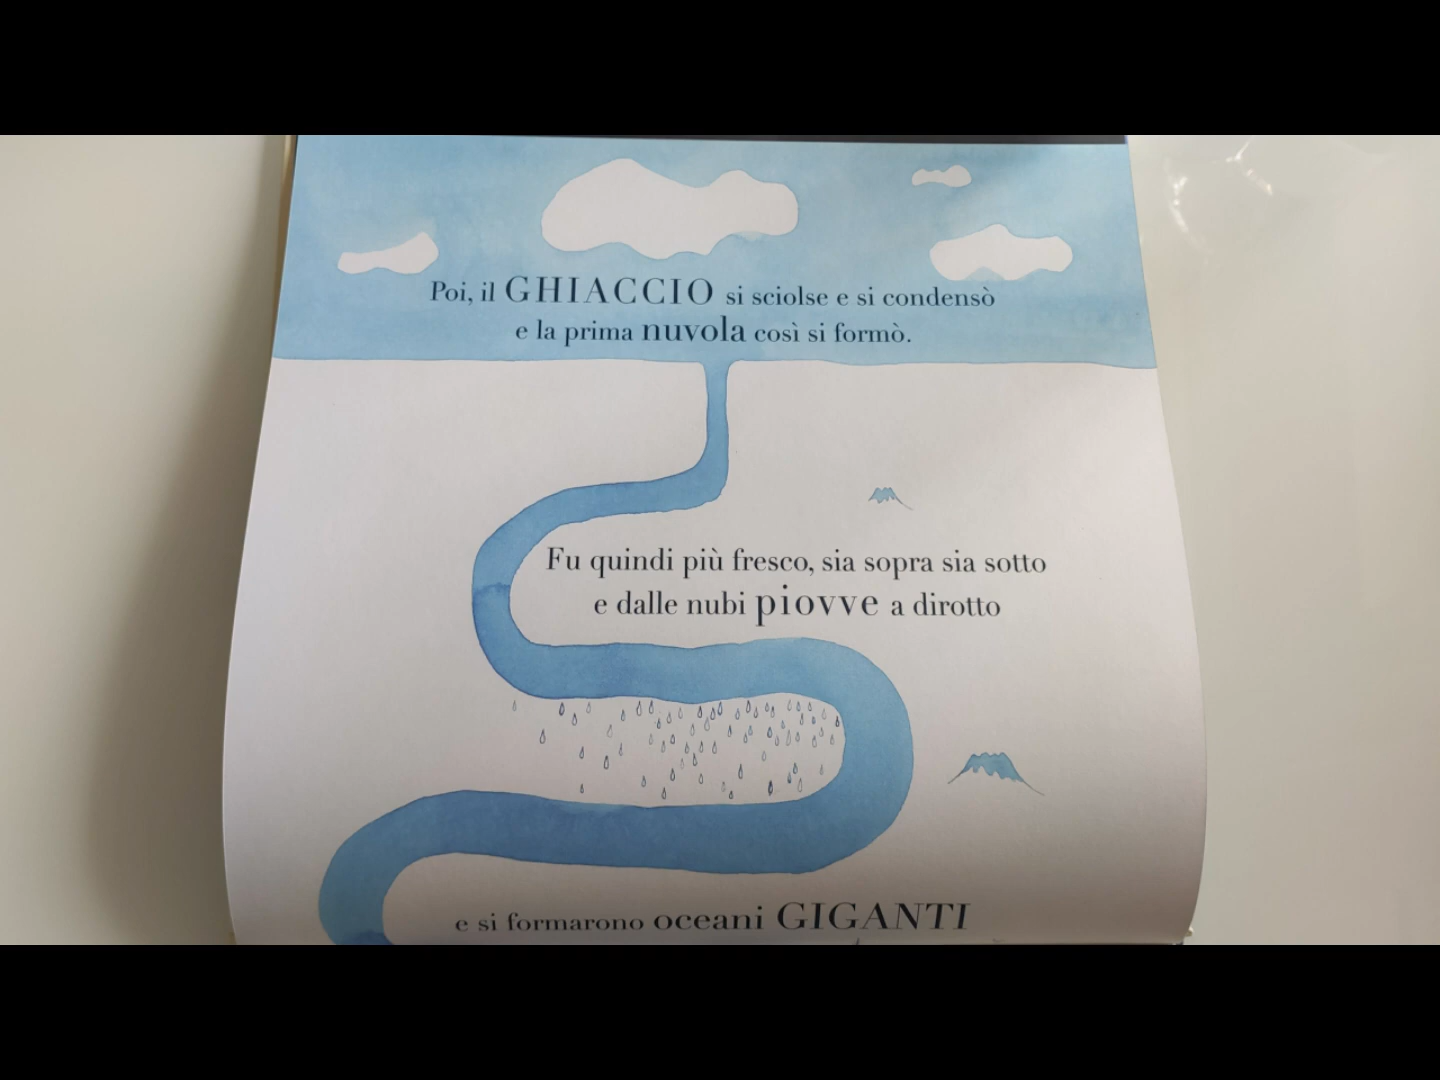 Poi, il GHIACCIO si sciolse e si condensò
e la prima nuvola così si formò.
Fu quindi più fresco, sia sopra sia sotto
e dalle nubi piovve a dirotto
e si formarono oceani GIGANTI